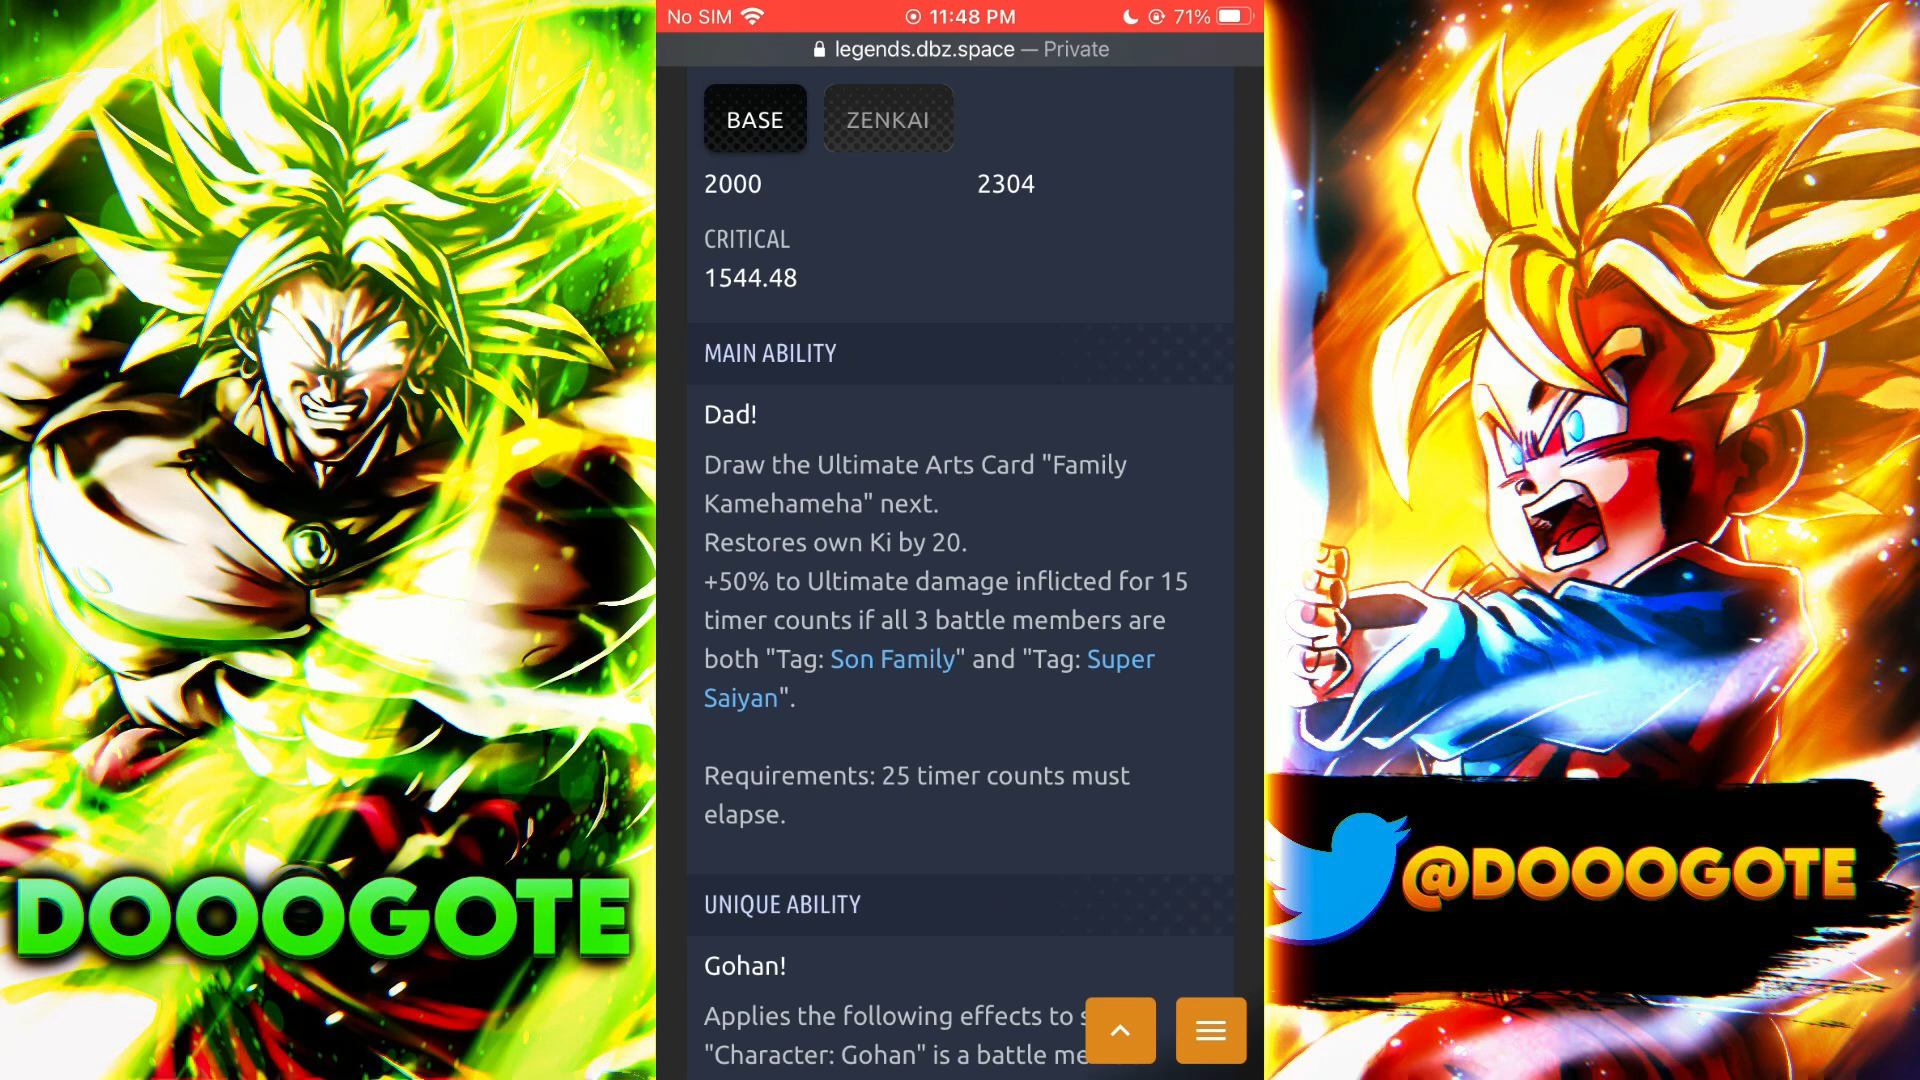 No SIM 11:48 PM 71%
legends.dbz.space — Private
BASE ZENKAI
2000 2304
CRITICAL
1544.48
MAIN ABILITY
Dad!
Draw the Ultimate Arts Card "Family
Kamehameha" next.
Restores own Ki by 20.
+50% to Ultimate damage inflicted for 15
timer counts if all 3 battle members are
both "Tag: Son Family" and "Tag: Super
Saiyan".
Requirements: 25 timer counts must
elapse.
UNIQUE ABILITY
Gohan!
Applies the following effects to
"Character: Gohan" is a battle
DOOOGOTE
@DOOOGOTE